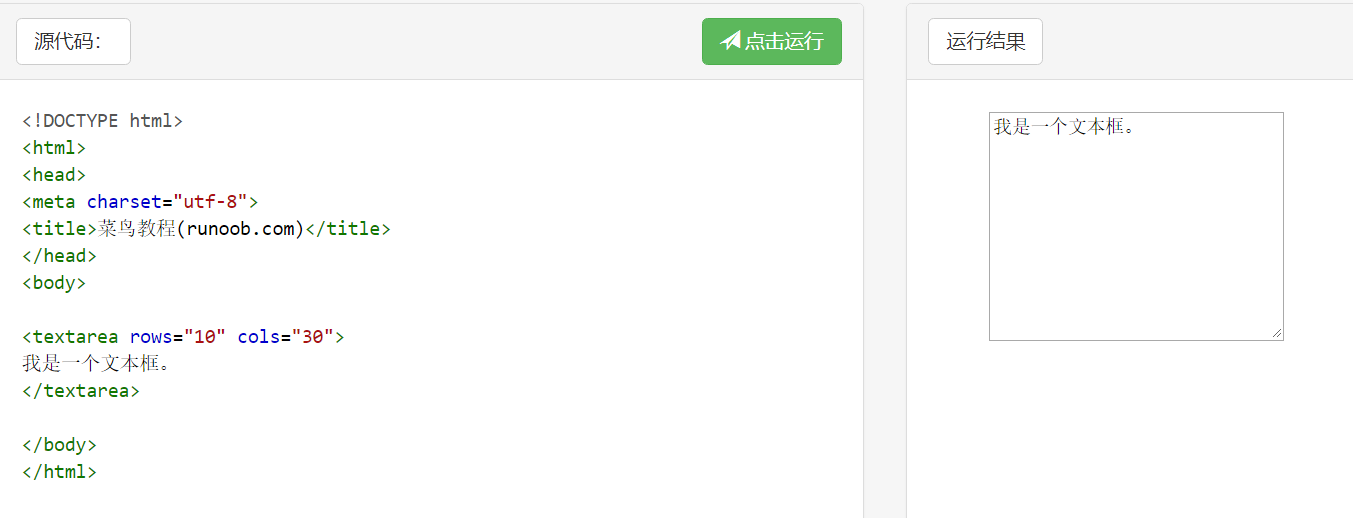 源代码：
点击运行
运行结果
<!DOCTYPE html>
<html>
<head>
<meta charset="utf-8">
<title>菜鸟教程(runoob.com)</title>
</head>
<body>
<textarea rows="10" cols="30">
我是一个文本框。
</textarea>
</body>
</html>
我是一个文本框。